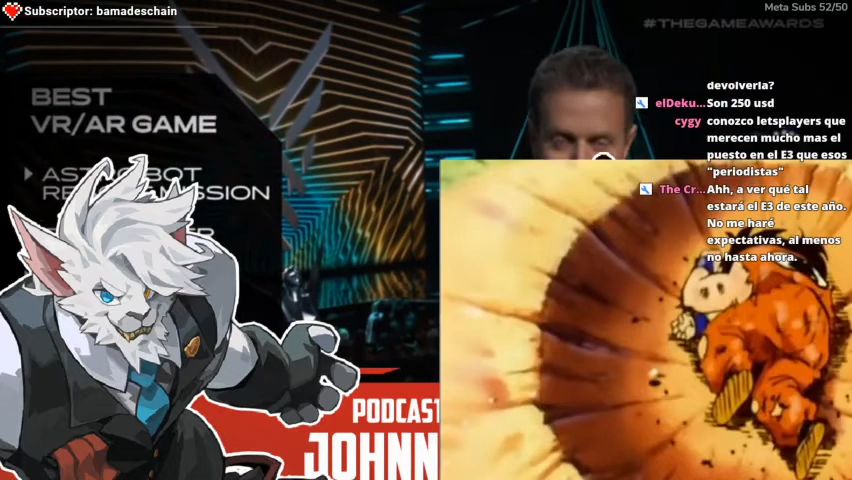 Subscriptor: bamadeschain
Meta Subs 52/50
#THEGAMEAWARDS
BEST
VR/AR GAME
devolverla?
elDeku... Son 250 usd
cygy conozco letsplayers que
merecen mucho mas el
puesto en el E3 que esos
"periodistas"
The Cr... Ahh, a ver qué tal
estará el E3 de este año.
No me haré
expectativas, al menos
no hasta ahora.
PODCAST
JOHNN